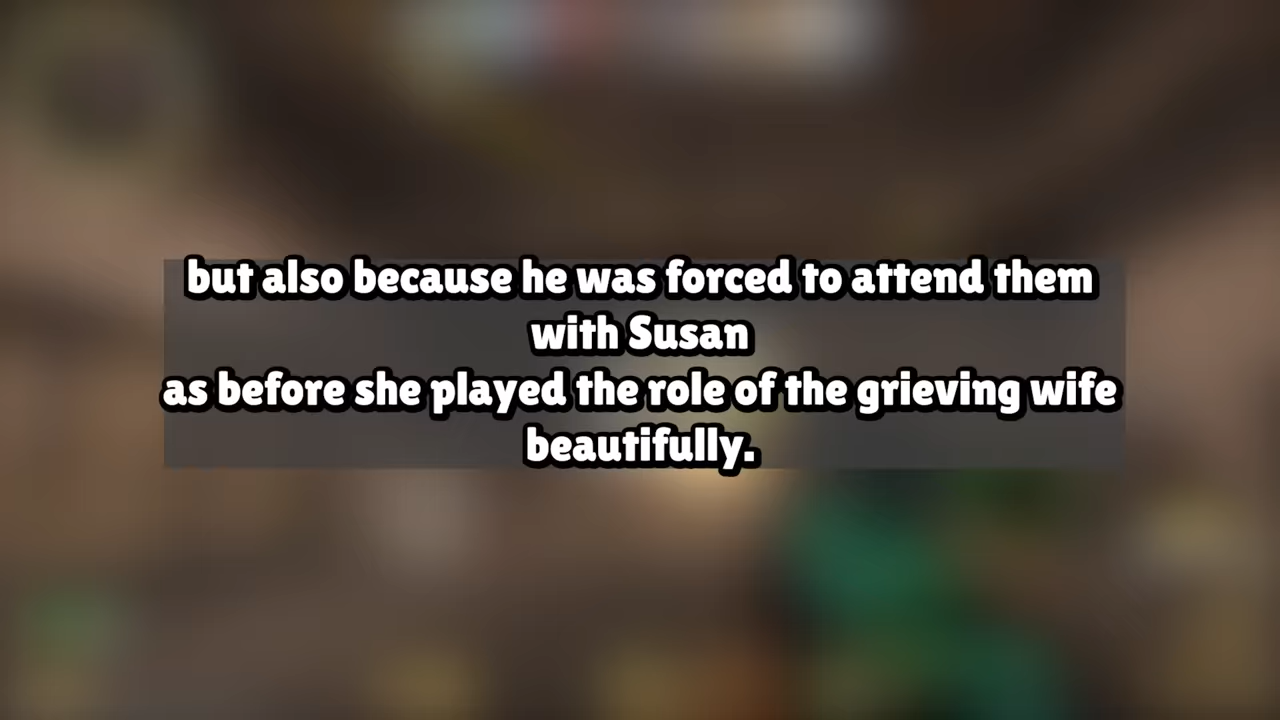 but also because he was forced to attend them
with Susan
as before she played the role of the grieving wife
beautifully.